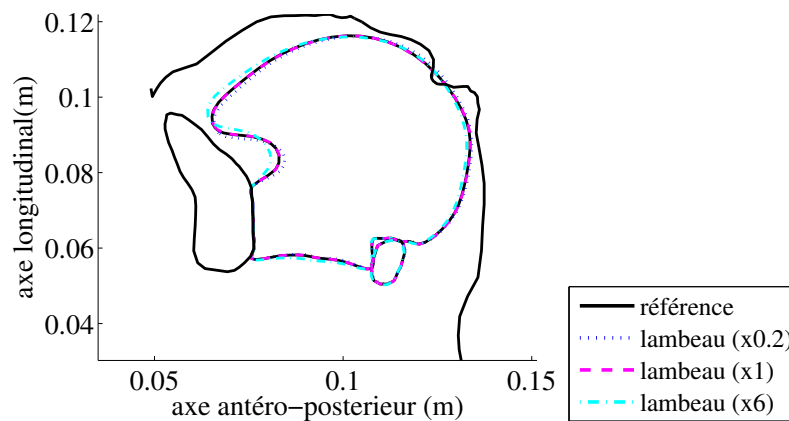 0.12
0.1
0.08
0.06
0.04
axe longitudinal(m)
0.05
0.1
0.15
axe antéro−posterieur (m)
référence
lambeau (x0.2)
lambeau (x1)
lambeau (x6)